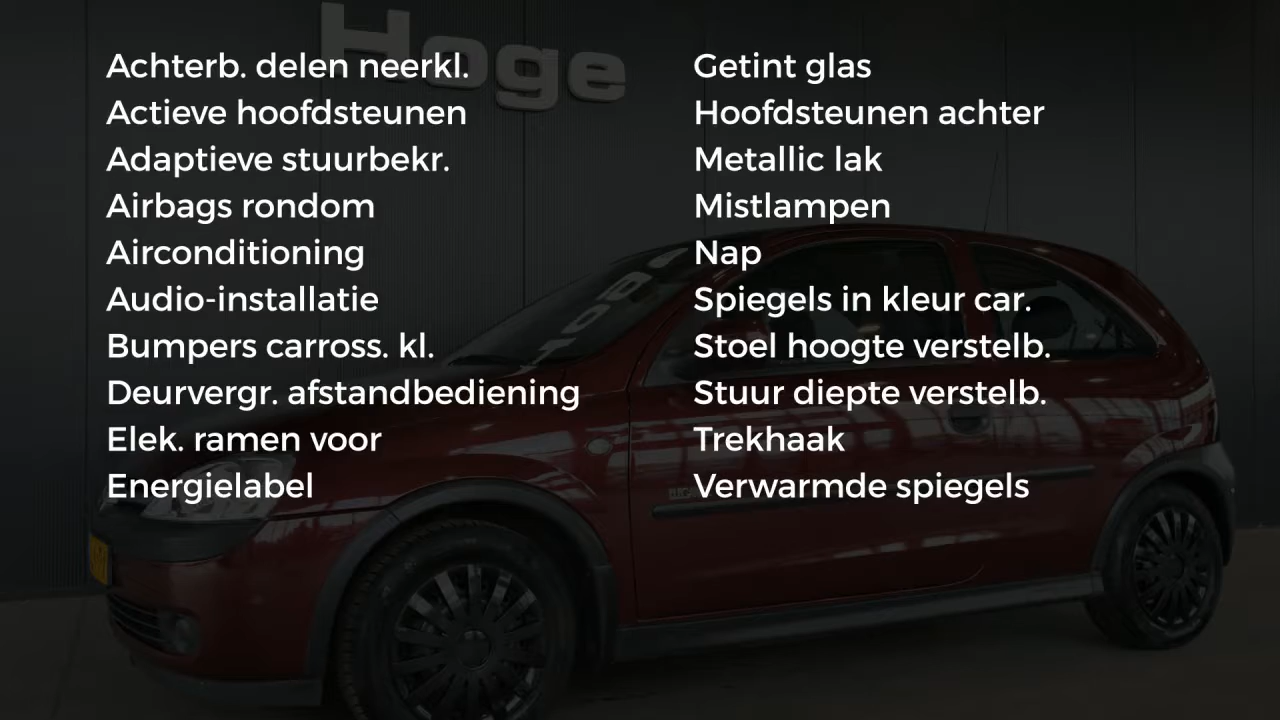 Hoge
Achterb. delen neerkl.
Actieve hoofdsteunen
Adaptieve stuurbekr.
Airbags rondom
Airconditioning
Audio-installatie
Bumpers carross. kl.
Deurvergr. afstandbediening
Elek. ramen voor
Energielabel
Getint glas
Hoofdsteunen achter
Metallic lak
Mistlampen
Nap
Spiegels in kleur car.
Stoel hoogte verstelb.
Stuur diepte verstelb.
Trekhaak
Verwarmde spiegels